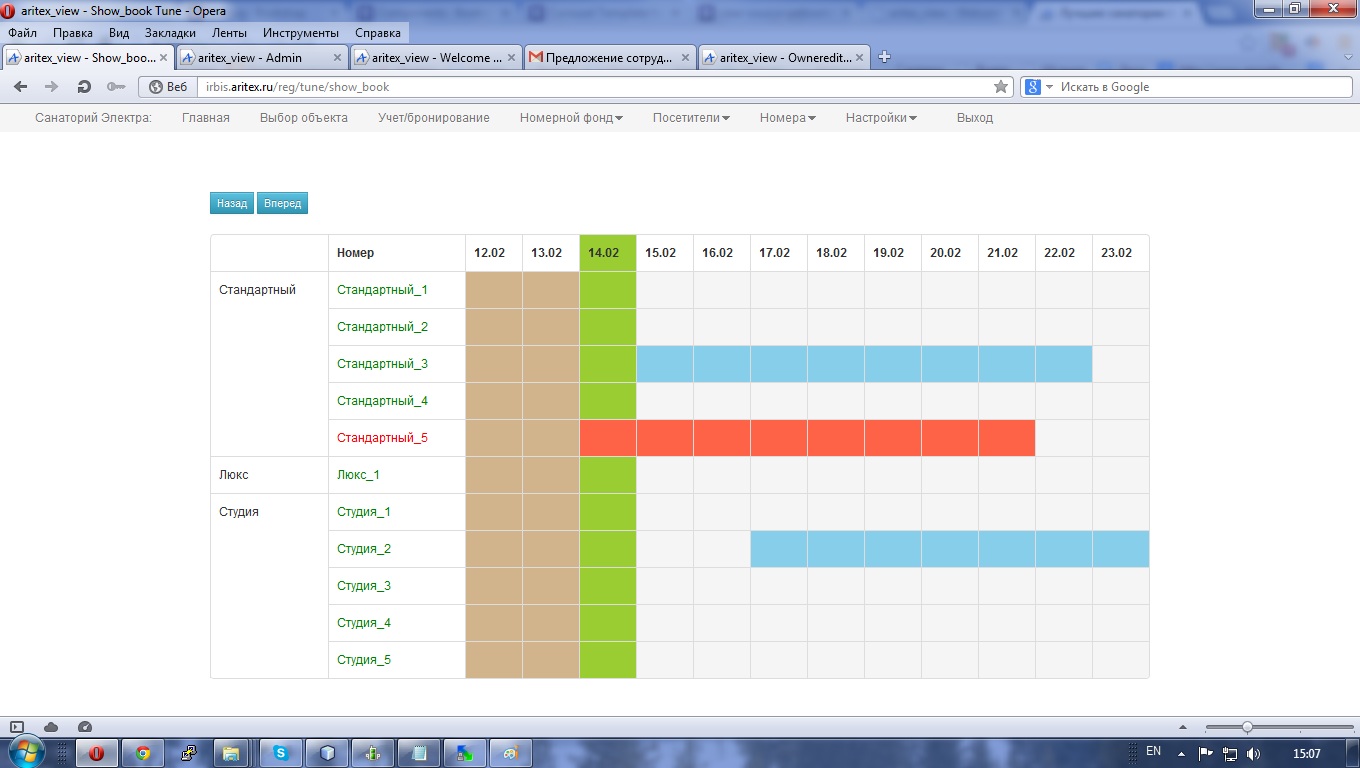 aritex_view - Show_book Tune - Opera
Файл Правка Вид Закладки Ленты Инструменты Справка
aritex_view - Show_boo... aritex_view - Admin aritex_view - Welcome ... Предложение сотруд... aritex_view - Owneredit...
Веб irbis.aritex.ru/reg/tune/show_book Искать в Google
Санаторий Электра: Главная Выбор объекта Учет/бронирование Номерной фонд Посетители Номера Настройки Выход
Назад Вперед
Номер 12.02 13.02 14.02 15.02 16.02 17.02 18.02 19.02 20.02 21.02 22.02 23.02
Стандартный Стандартный_1
Стандартный_2
Стандартный_3
Стандартный_4
Стандартный_5
Люкс Люкс_1
Студия Студия_1
Студия_2
Студия_3
Студия_4
Студия_5
EN 15:07